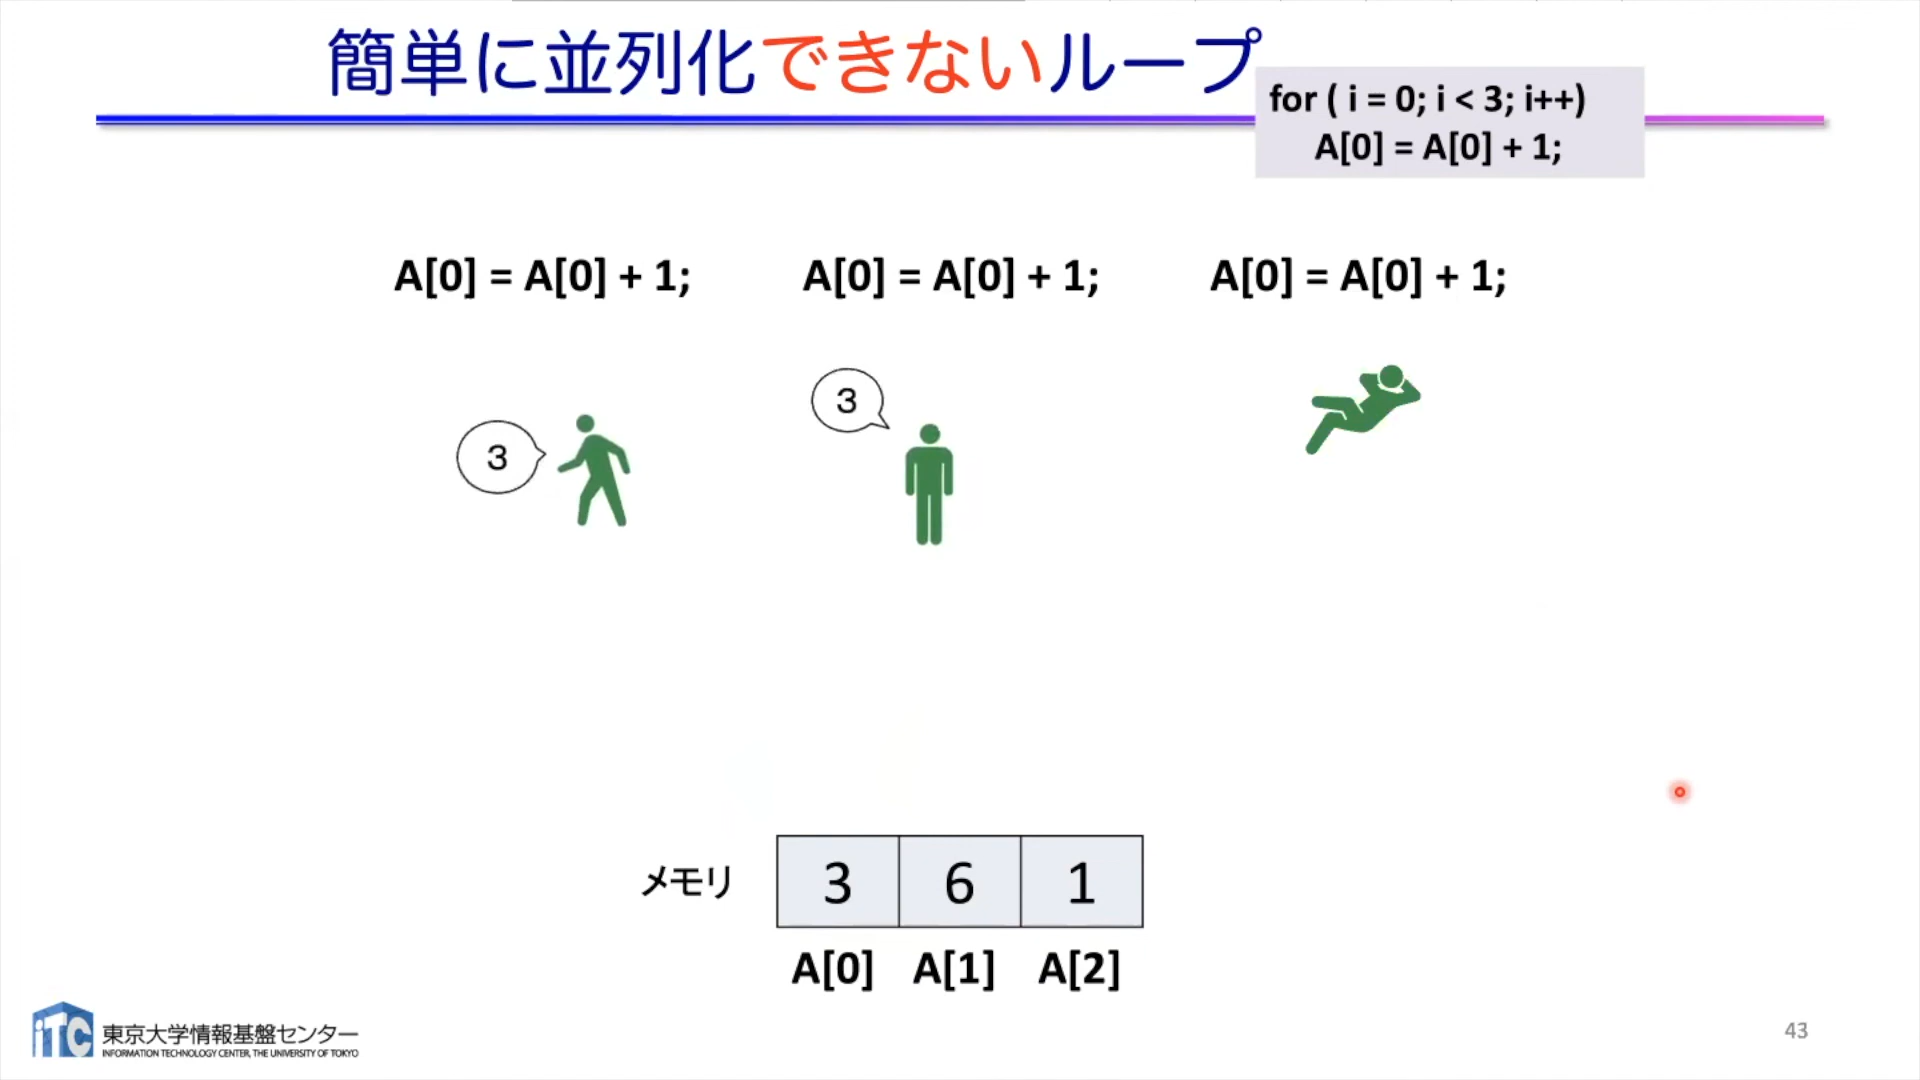 簡単に並列化できないループ
for ( i = 0; i < 3; i++)
A[0] = A[0] + 1;
A[0] = A[0] + 1; A[0] = A[0] + 1; A[0] = A[0] + 1;
3
3
メモリ 3 6 1
A[0] A[1] A[2]
iTC 東京大学情報基盤センター
INFORMATION TECHNOLOGY CENTER, THE UNIVERSITY OF TOKYO
43